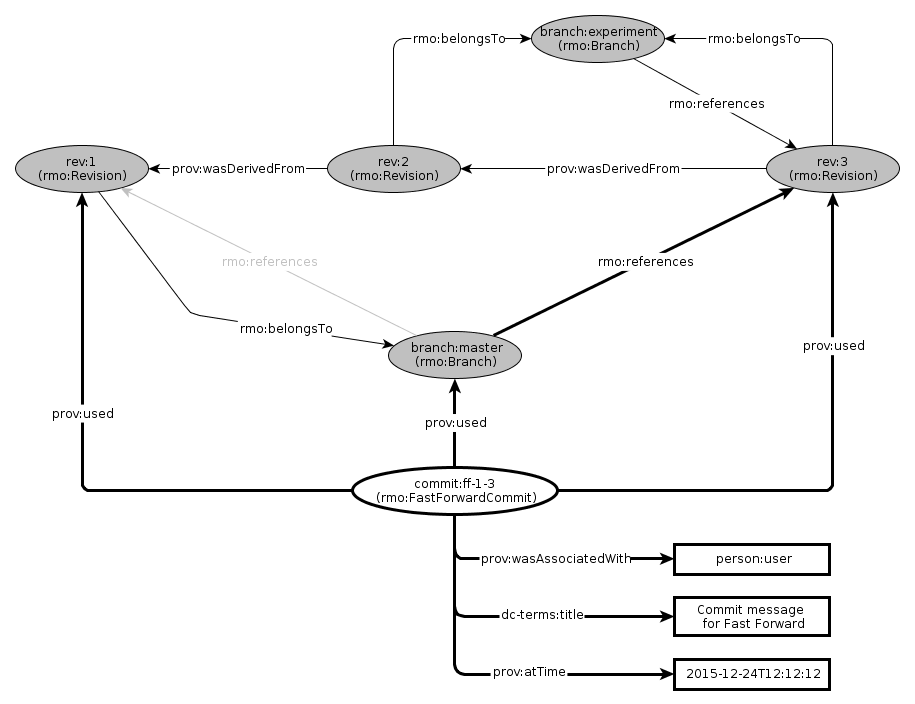 branch:experiment
(rmo:Branch)
rmo:belongsTo
rmo:belongsTo
rmo:references
rev:1
(rmo:Revision)
prov:wasDerivedFrom
rev:2
(rmo:Revision)
prov:wasDerivedFrom
rev:3
(rmo:Revision)
rmo:references
rmo:references
rmo:belongsTo
branch:master
(rmo:Branch)
prov:used
prov:used
prov:used
commit:ff-1-3
(rmo:FastForwardCommit)
prov:wasAssociatedWith
person:user
dc-terms:title
Commit message
for Fast Forward
prov:atTime
2015-12-24T12:12:12